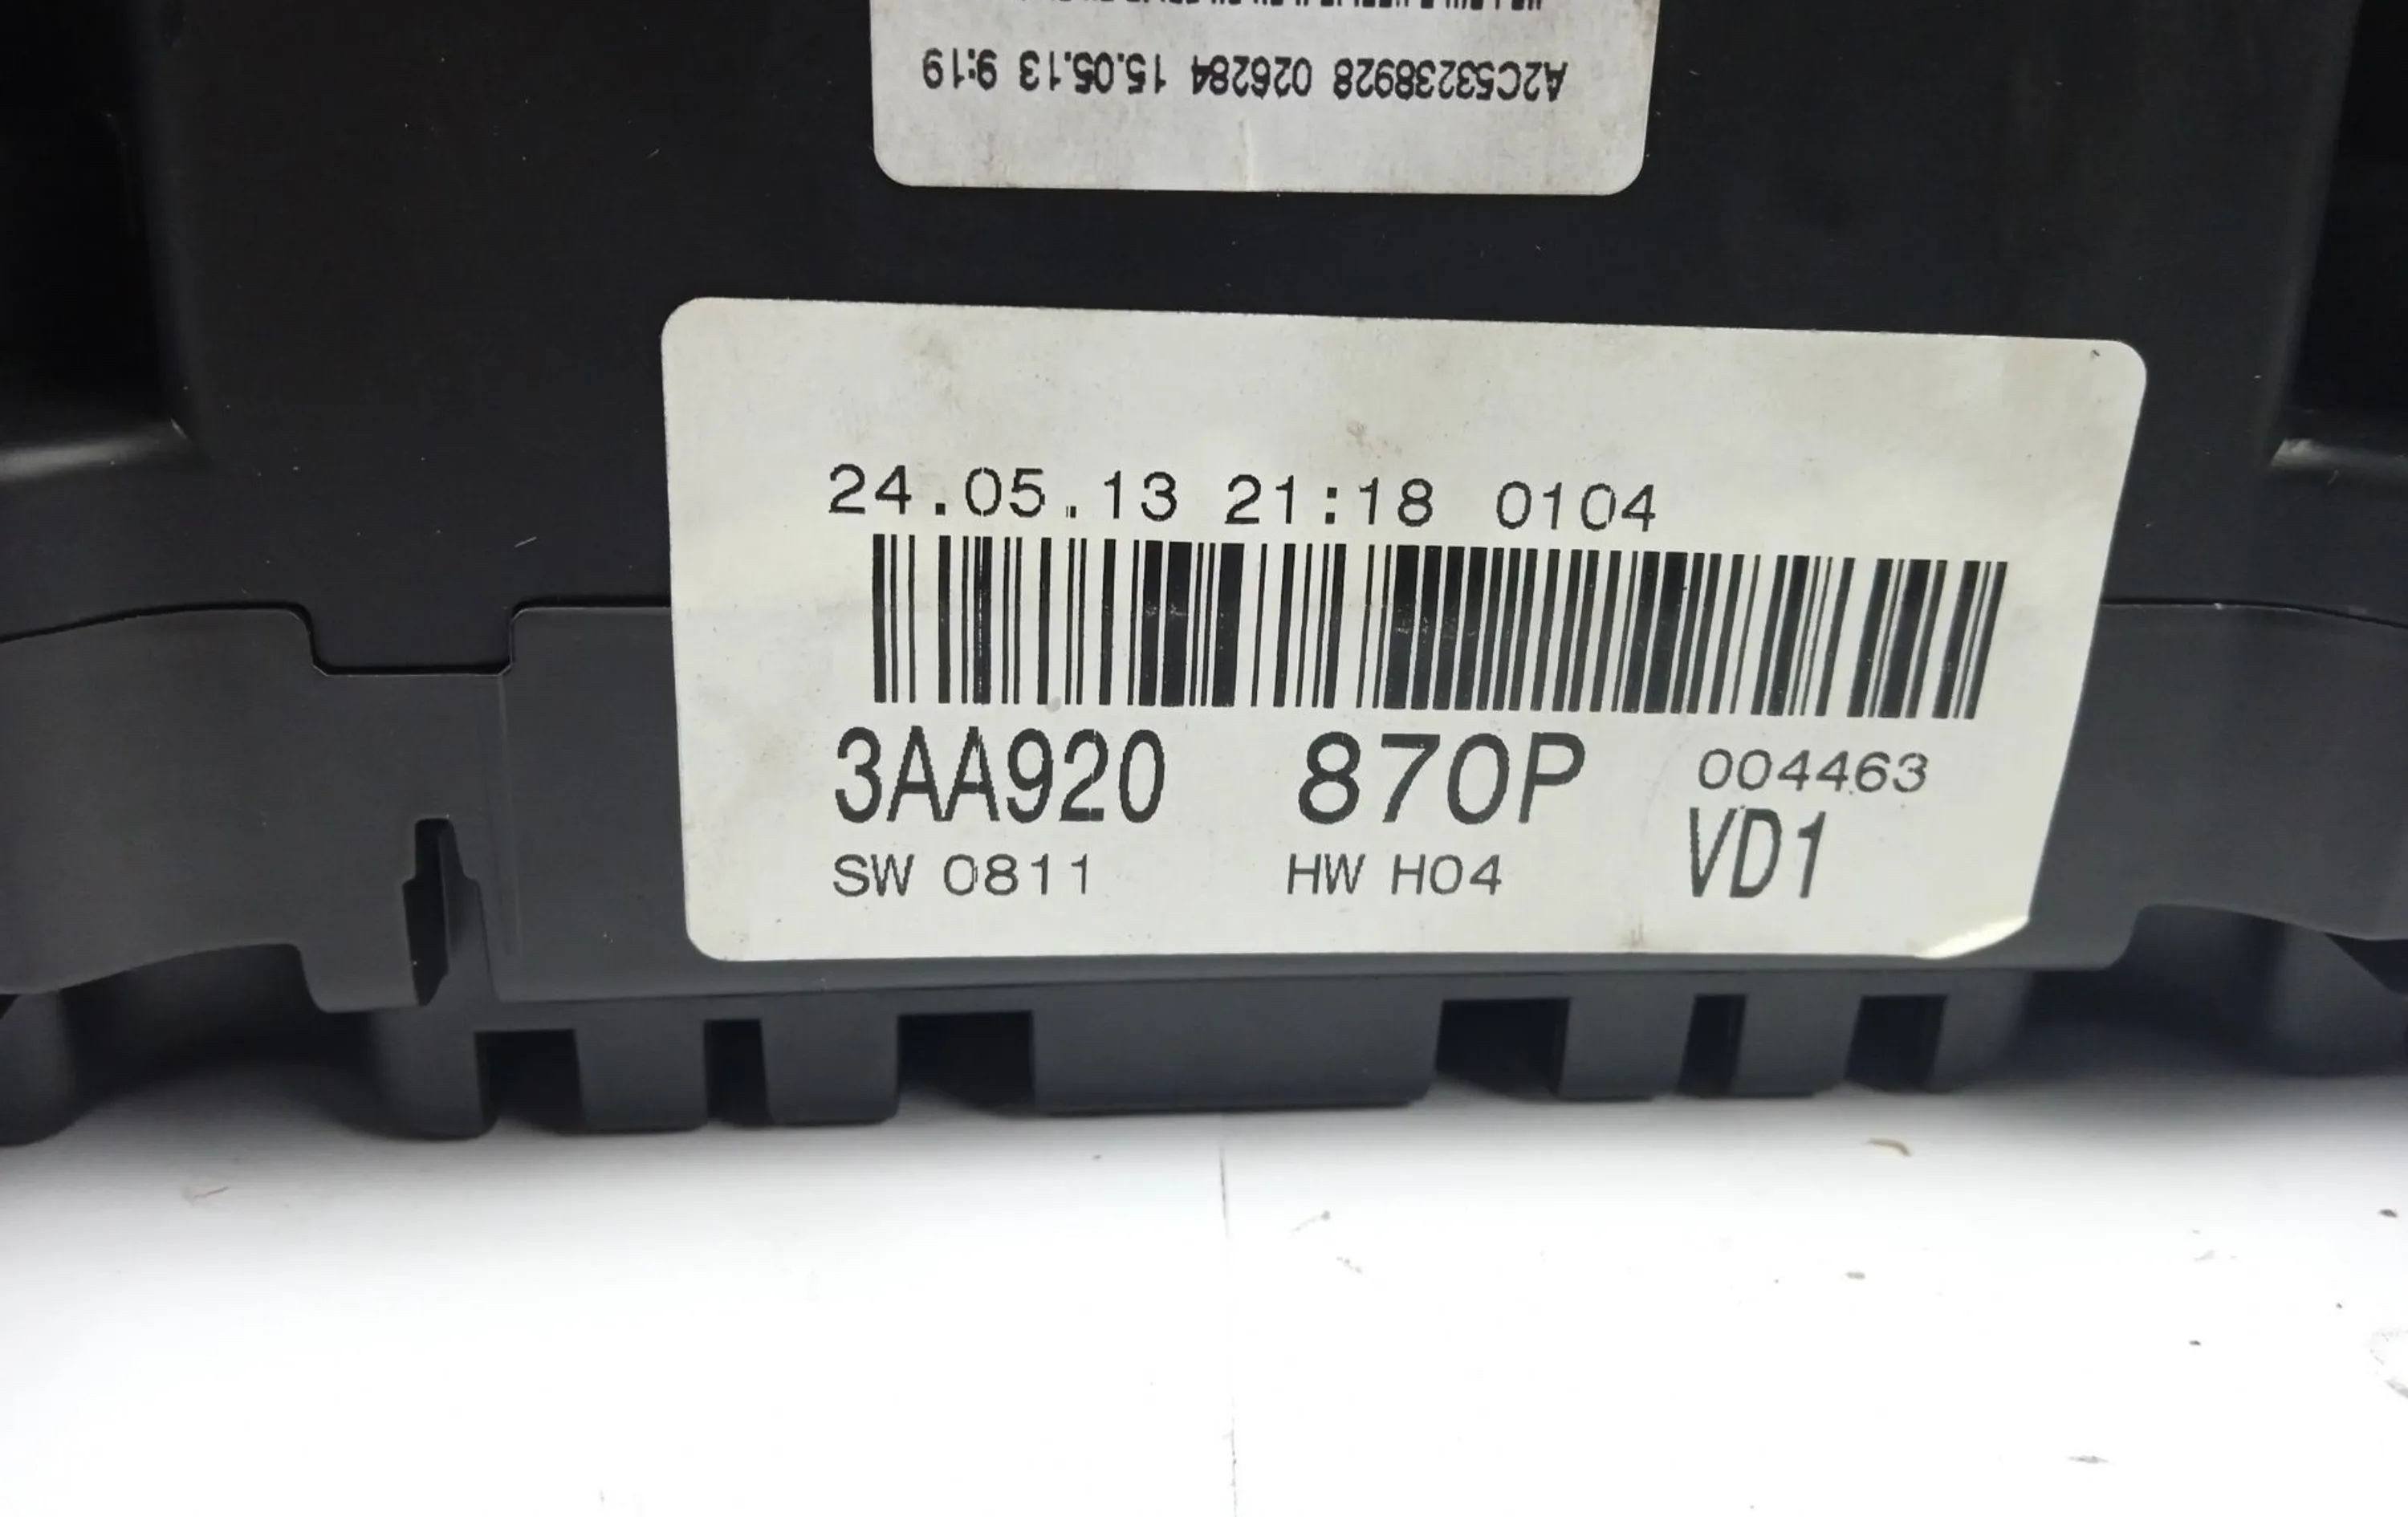 A2C53238928 026284 15.05.13 9:19
24.05.13 21:18 0104
3AA920 870P 004463
SW 0811 HW H04 VD1